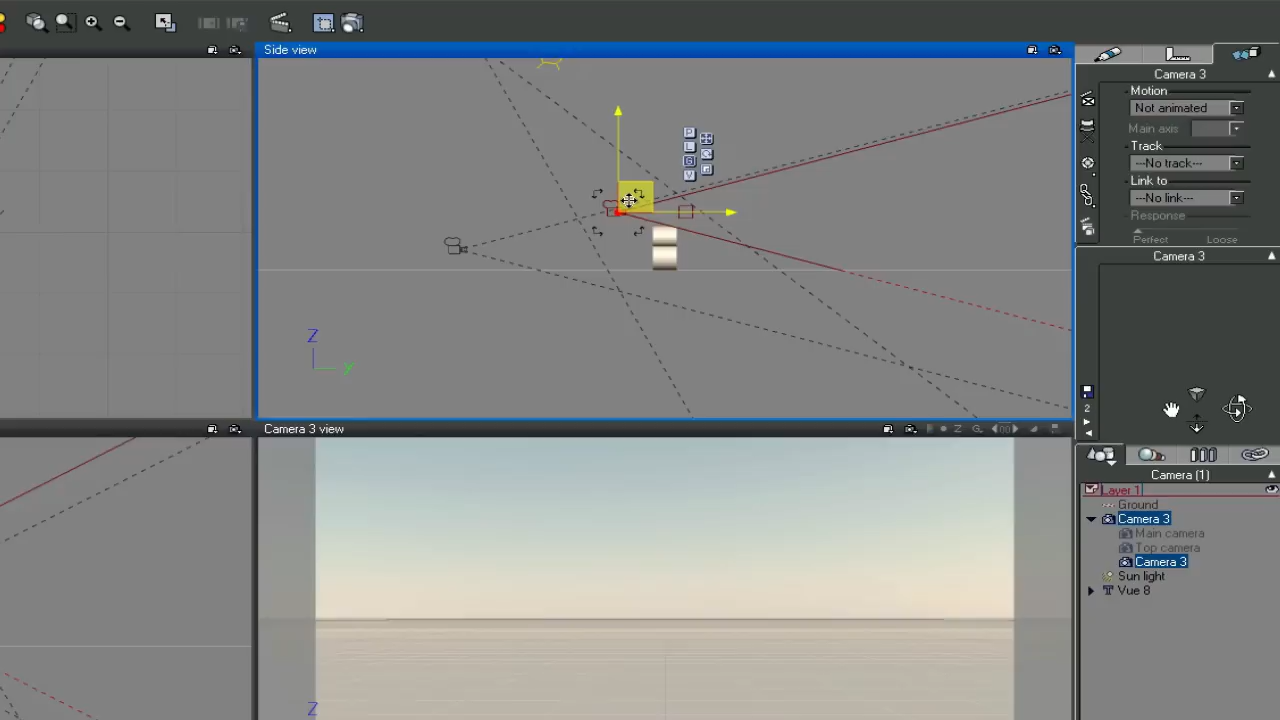 Side view
Camera 3
P
L
G
V
Motion
Not animated
Main axis
Track
---No track---
Link to
---No link---
Response
Perfect
Loose
Camera 3
Z
y
2
Camera 3 view
Z
G
00
Camera (1)
Layer 1
Ground
Camera 3
Main camera
Top camera
Camera 3
Sun light
T Vue 8
Z